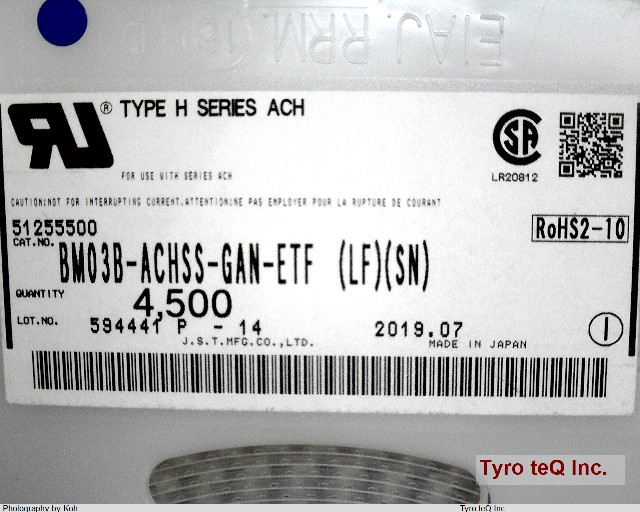 EIAJ.RRM
® TYPE H SERIES ACH
FOR USE WITH SERIES ACH
LR20812
CAUTION:NOT FOR INTERRUPTING CURRENT.ATTENTION:NE PAS EMPLOYER POUR LA RUPTURE DE COURANT
51255500
RoHS2-10
CAT.NO. BM03B-ACHSS-GAN-ETF (LF)(SN)
QUANTITY 4,500
LOT.NO. 594441 P - 14 2019.07
J.S.T.MFG.CO.,LTD. MADE IN JAPAN
Tyro teQ Inc.
Photography by Koh Tyro teQ Inc